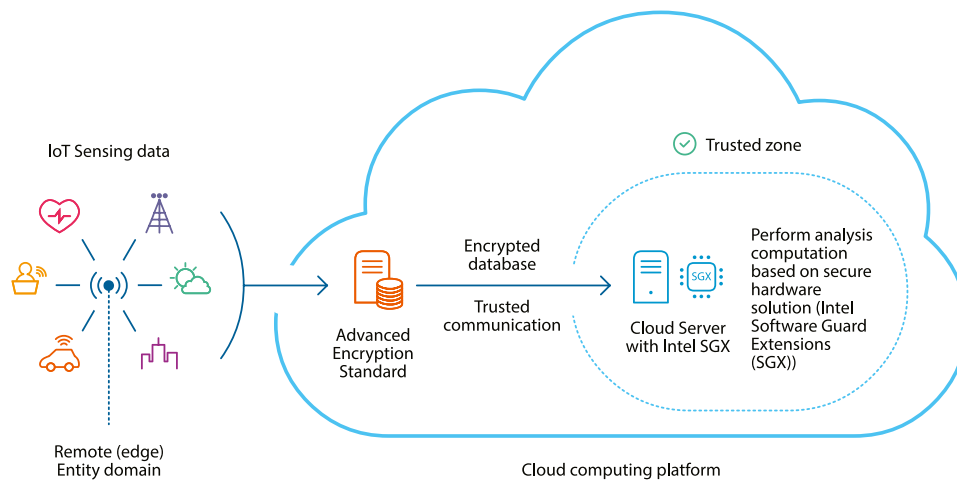 IoT Sensing data
Remote (edge)
Entity domain
Advanced
Encryption
Standard
Encrypted
database
Trusted
communication
Trusted zone
Cloud Server
with Intel SGX
SGX
Perform analysis
computation
based on secure
hardware
solution (Intel
Software Guard
Extensions
(SGX))
Cloud computing platform